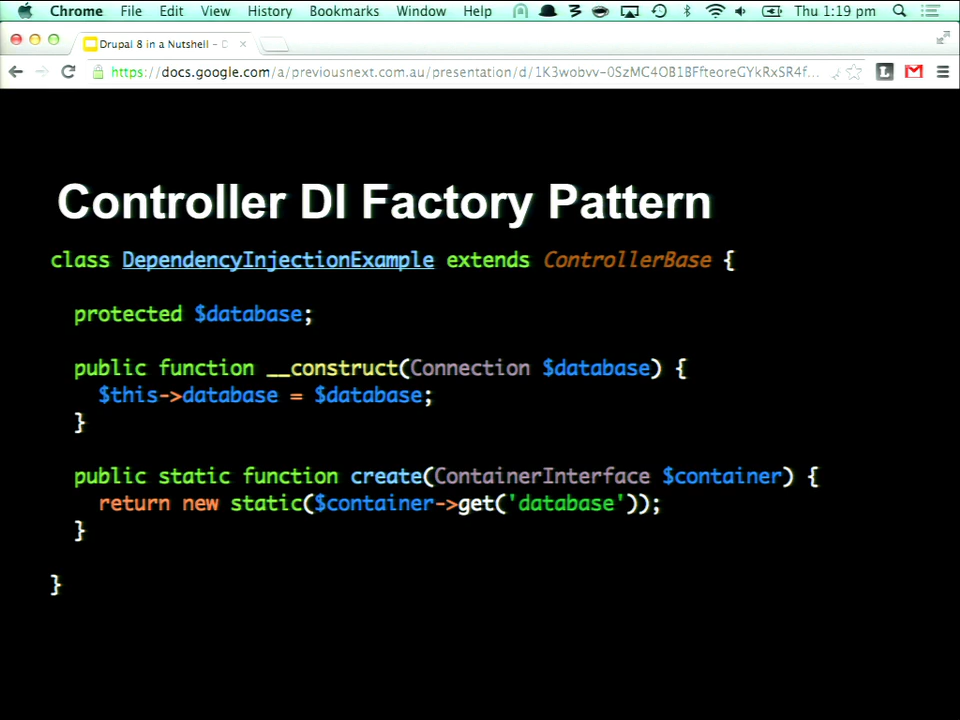 Chrome File Edit View History Bookmarks Window Help Thu 1:19 pm
Drupal 8 in a Nutshell – D
https://docs.google.com/a/previousnext.com.au/presentation/d/1K3wobvv-0SzMC4OB1BFfteoreGYkRxSR4f...
Controller DI Factory Pattern
class DependencyInjectionExample extends ControllerBase {
protected $database;
public function __construct(Connection $database) {
$this->database = $database;
}
public static function create(ContainerInterface $container) {
return new static($container->get('database'));
}
}